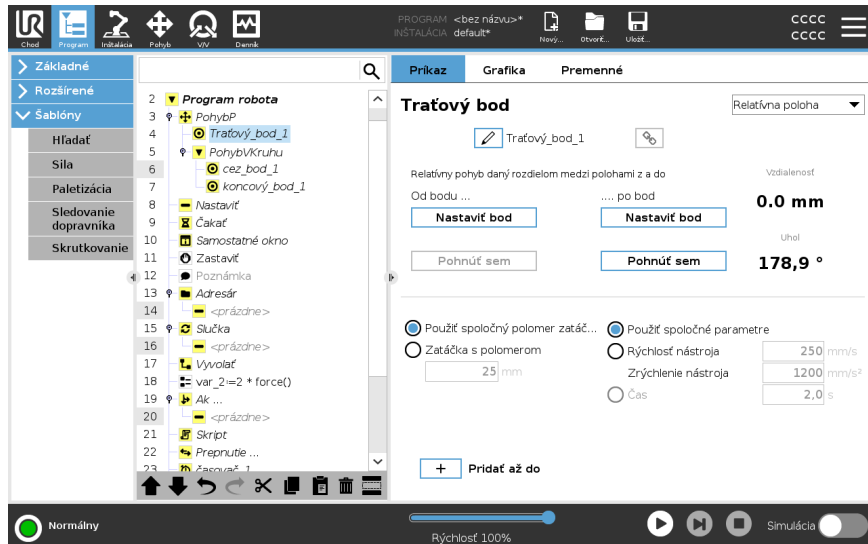 PROGRAM <bez názvu>*
INŠTALÁCIA default*
CCCC
CCCC
Chod
Program
Inštalácia
Pohyb
V/V
Denník
Nový...
Otvoriť...
Uložiť...
Základné
Rozšírené
Šablóny
Hľadať
Sila
Paletizácia
Sledovanie
dopravníka
Skrutkovanie
2 Program robota
3 PohybP
4 Traťový_bod_1
5 PohybVKruhu
6 cez_bod_1
7 koncový_bod_1
8 Nastaviť
9 Čakať
10 Samostatné okno
11 Zastaviť
12 Poznámka
13 Adresár
14 <prázdne>
15 Slučka
16 <prázdne>
17 Vyvolať
18 var_2≔2 * force()
19 Ak ...
20 <prázdne>
21 Skript
22 Prepnutie ...
23 časovač_1
Príkaz
Grafika
Premenné
Traťový bod
Relatívna poloha
Traťový_bod_1
Relatívny pohyb daný rozdielom medzi polohami z a do
Vzdialenosť
0.0 mm
Od bodu ...
.... po bod
Nastaviť bod
Nastaviť bod
Uhol
178,9 °
Pohnúť sem
Pohnúť sem
Použiť spoločný polomer zatáč...
Zatáčka s polomerom
25 mm
Použiť spoločné parametre
Rýchlosť nástroja
250 mm/s
Zrýchlenie nástroja
1200 mm/s²
Čas
2,0 s
+ Pridať až do
Normálny
Rýchlosť 100%
Simulácia